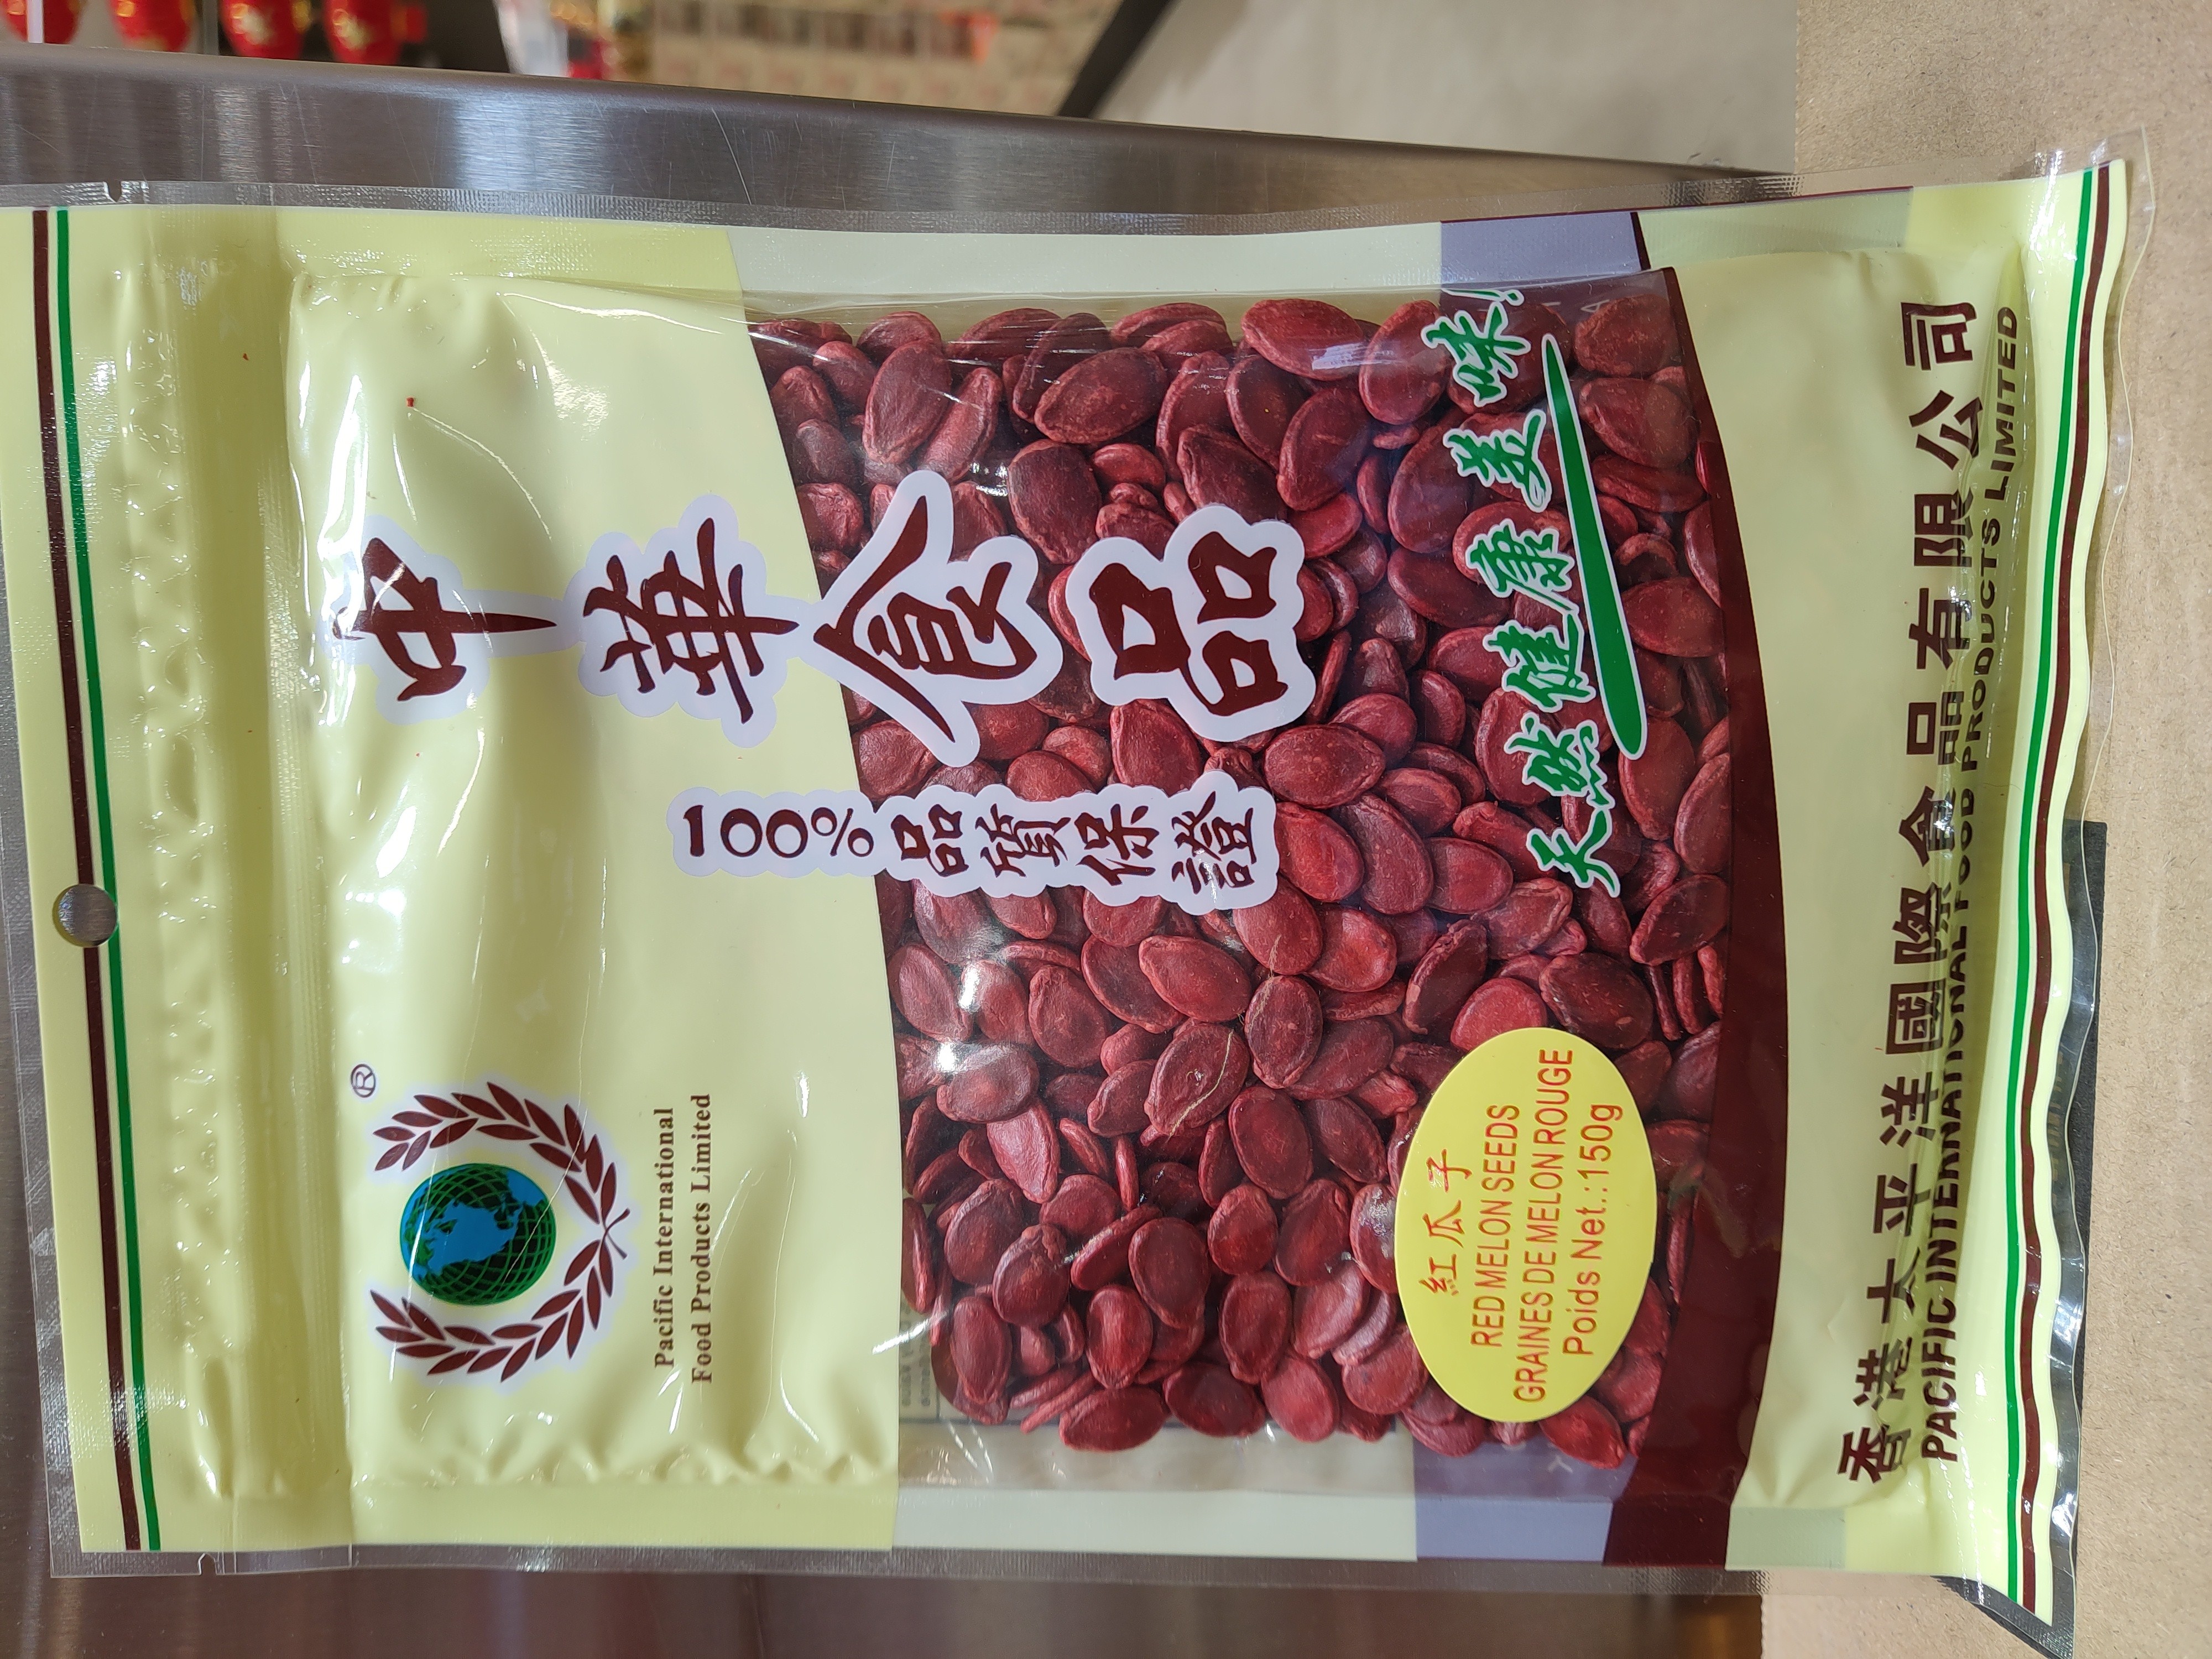 ®
Pacific International
Food Products Limited
中華食品
100%品質保證
天然健康美味!
紅瓜子
RED MELON SEEDS
GRAINES DE MELON ROUGE
Poids Net.:150g
香港太平洋國際食品有限公司
PACIFIC INTERNATIONAL FOOD PRODUCTS LIMITED